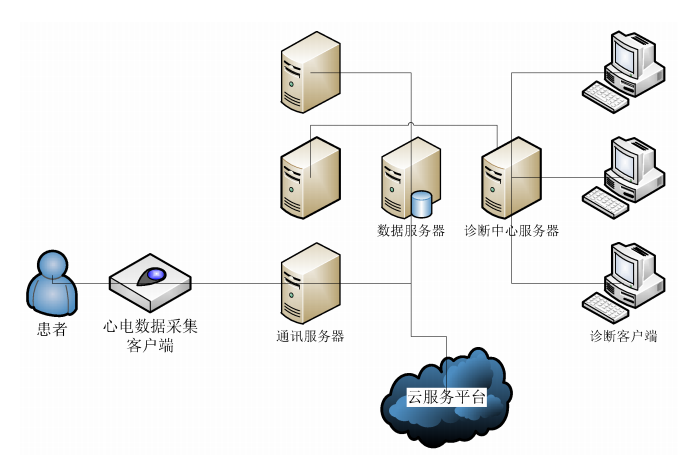 数据服务器
诊断中心服务器
患者
心电数据采集
客户端
通讯服务器
诊断客户端
云服务平台